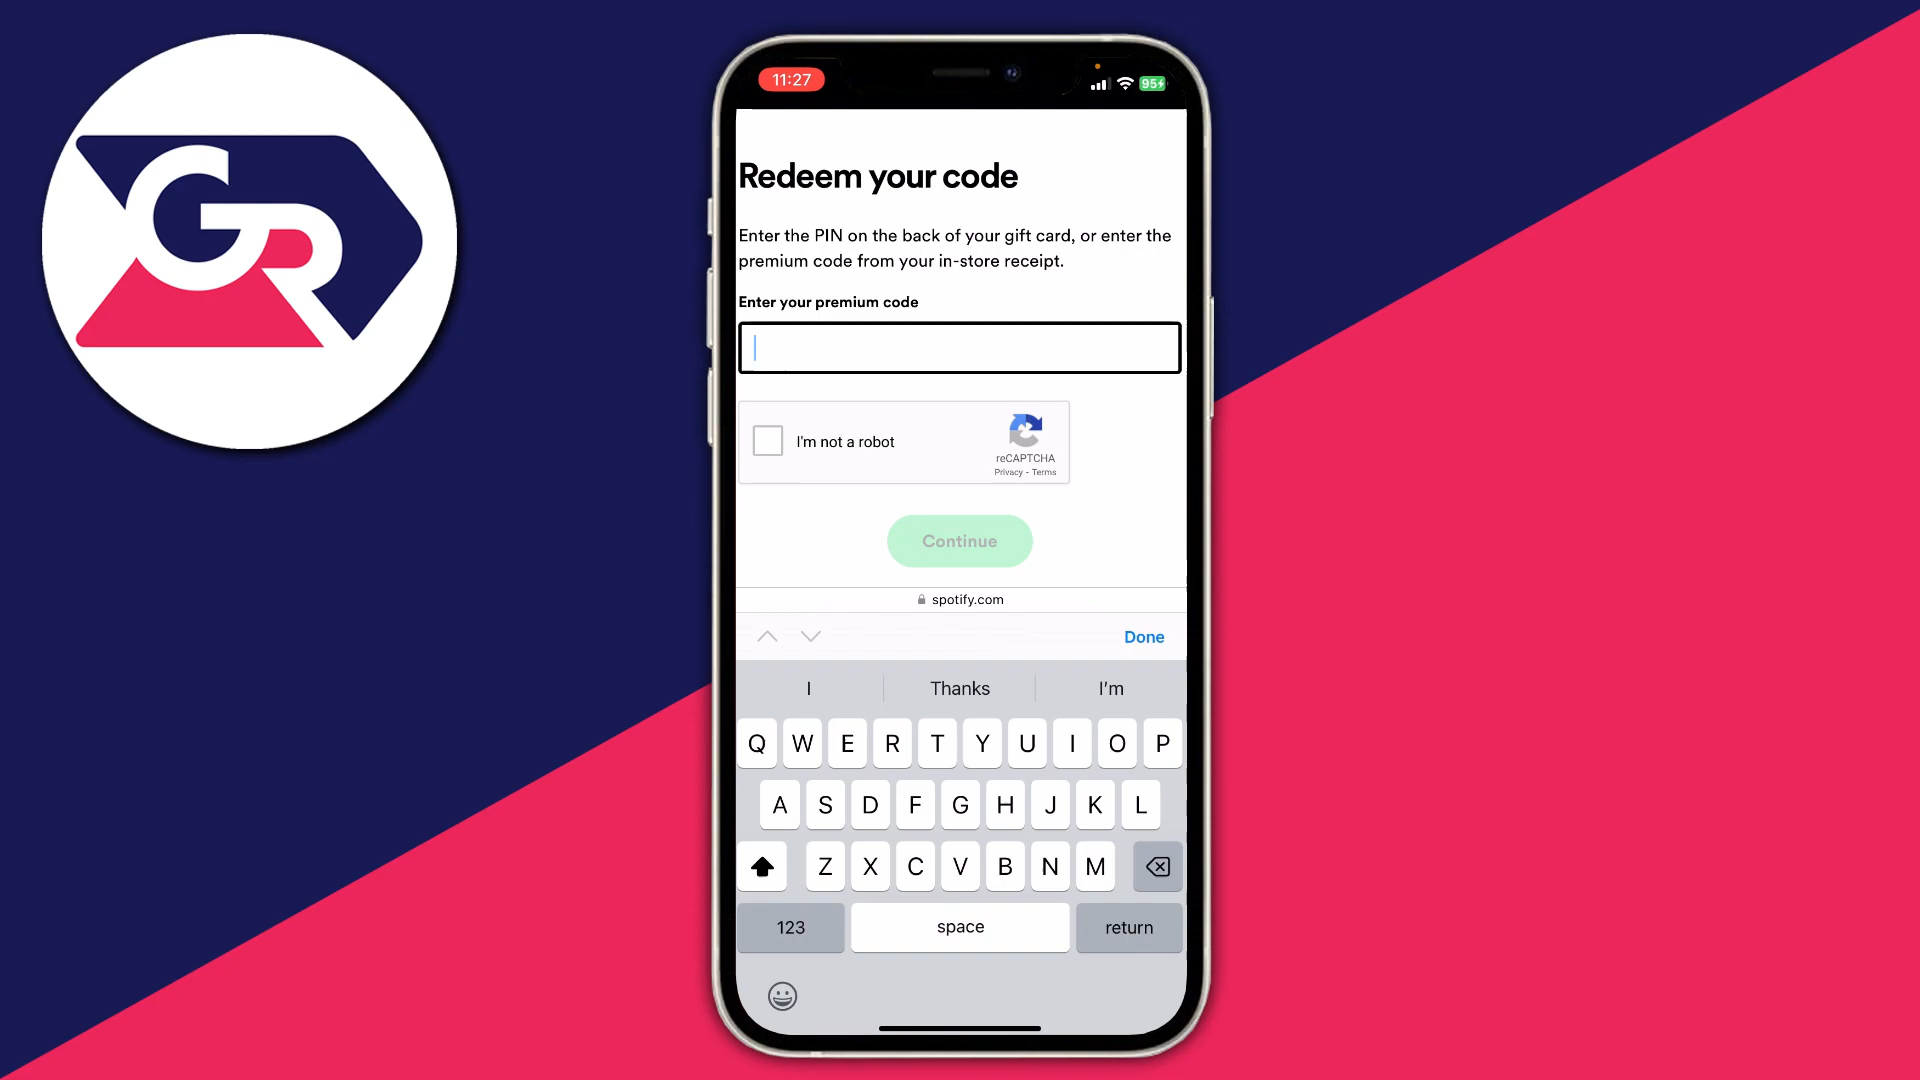 GR
11:27
95
Redeem your code
Enter the PIN on the back of your gift card, or enter the
premium code from your in-store receipt.
Enter your premium code
I'm not a robot
reCAPTCHA
Privacy - Terms
Continue
spotify.com
Done
I
Thanks
I'm
Q W E R T Y U I O P
A S D F G H J K L
Z X C V B N M
123
space
return